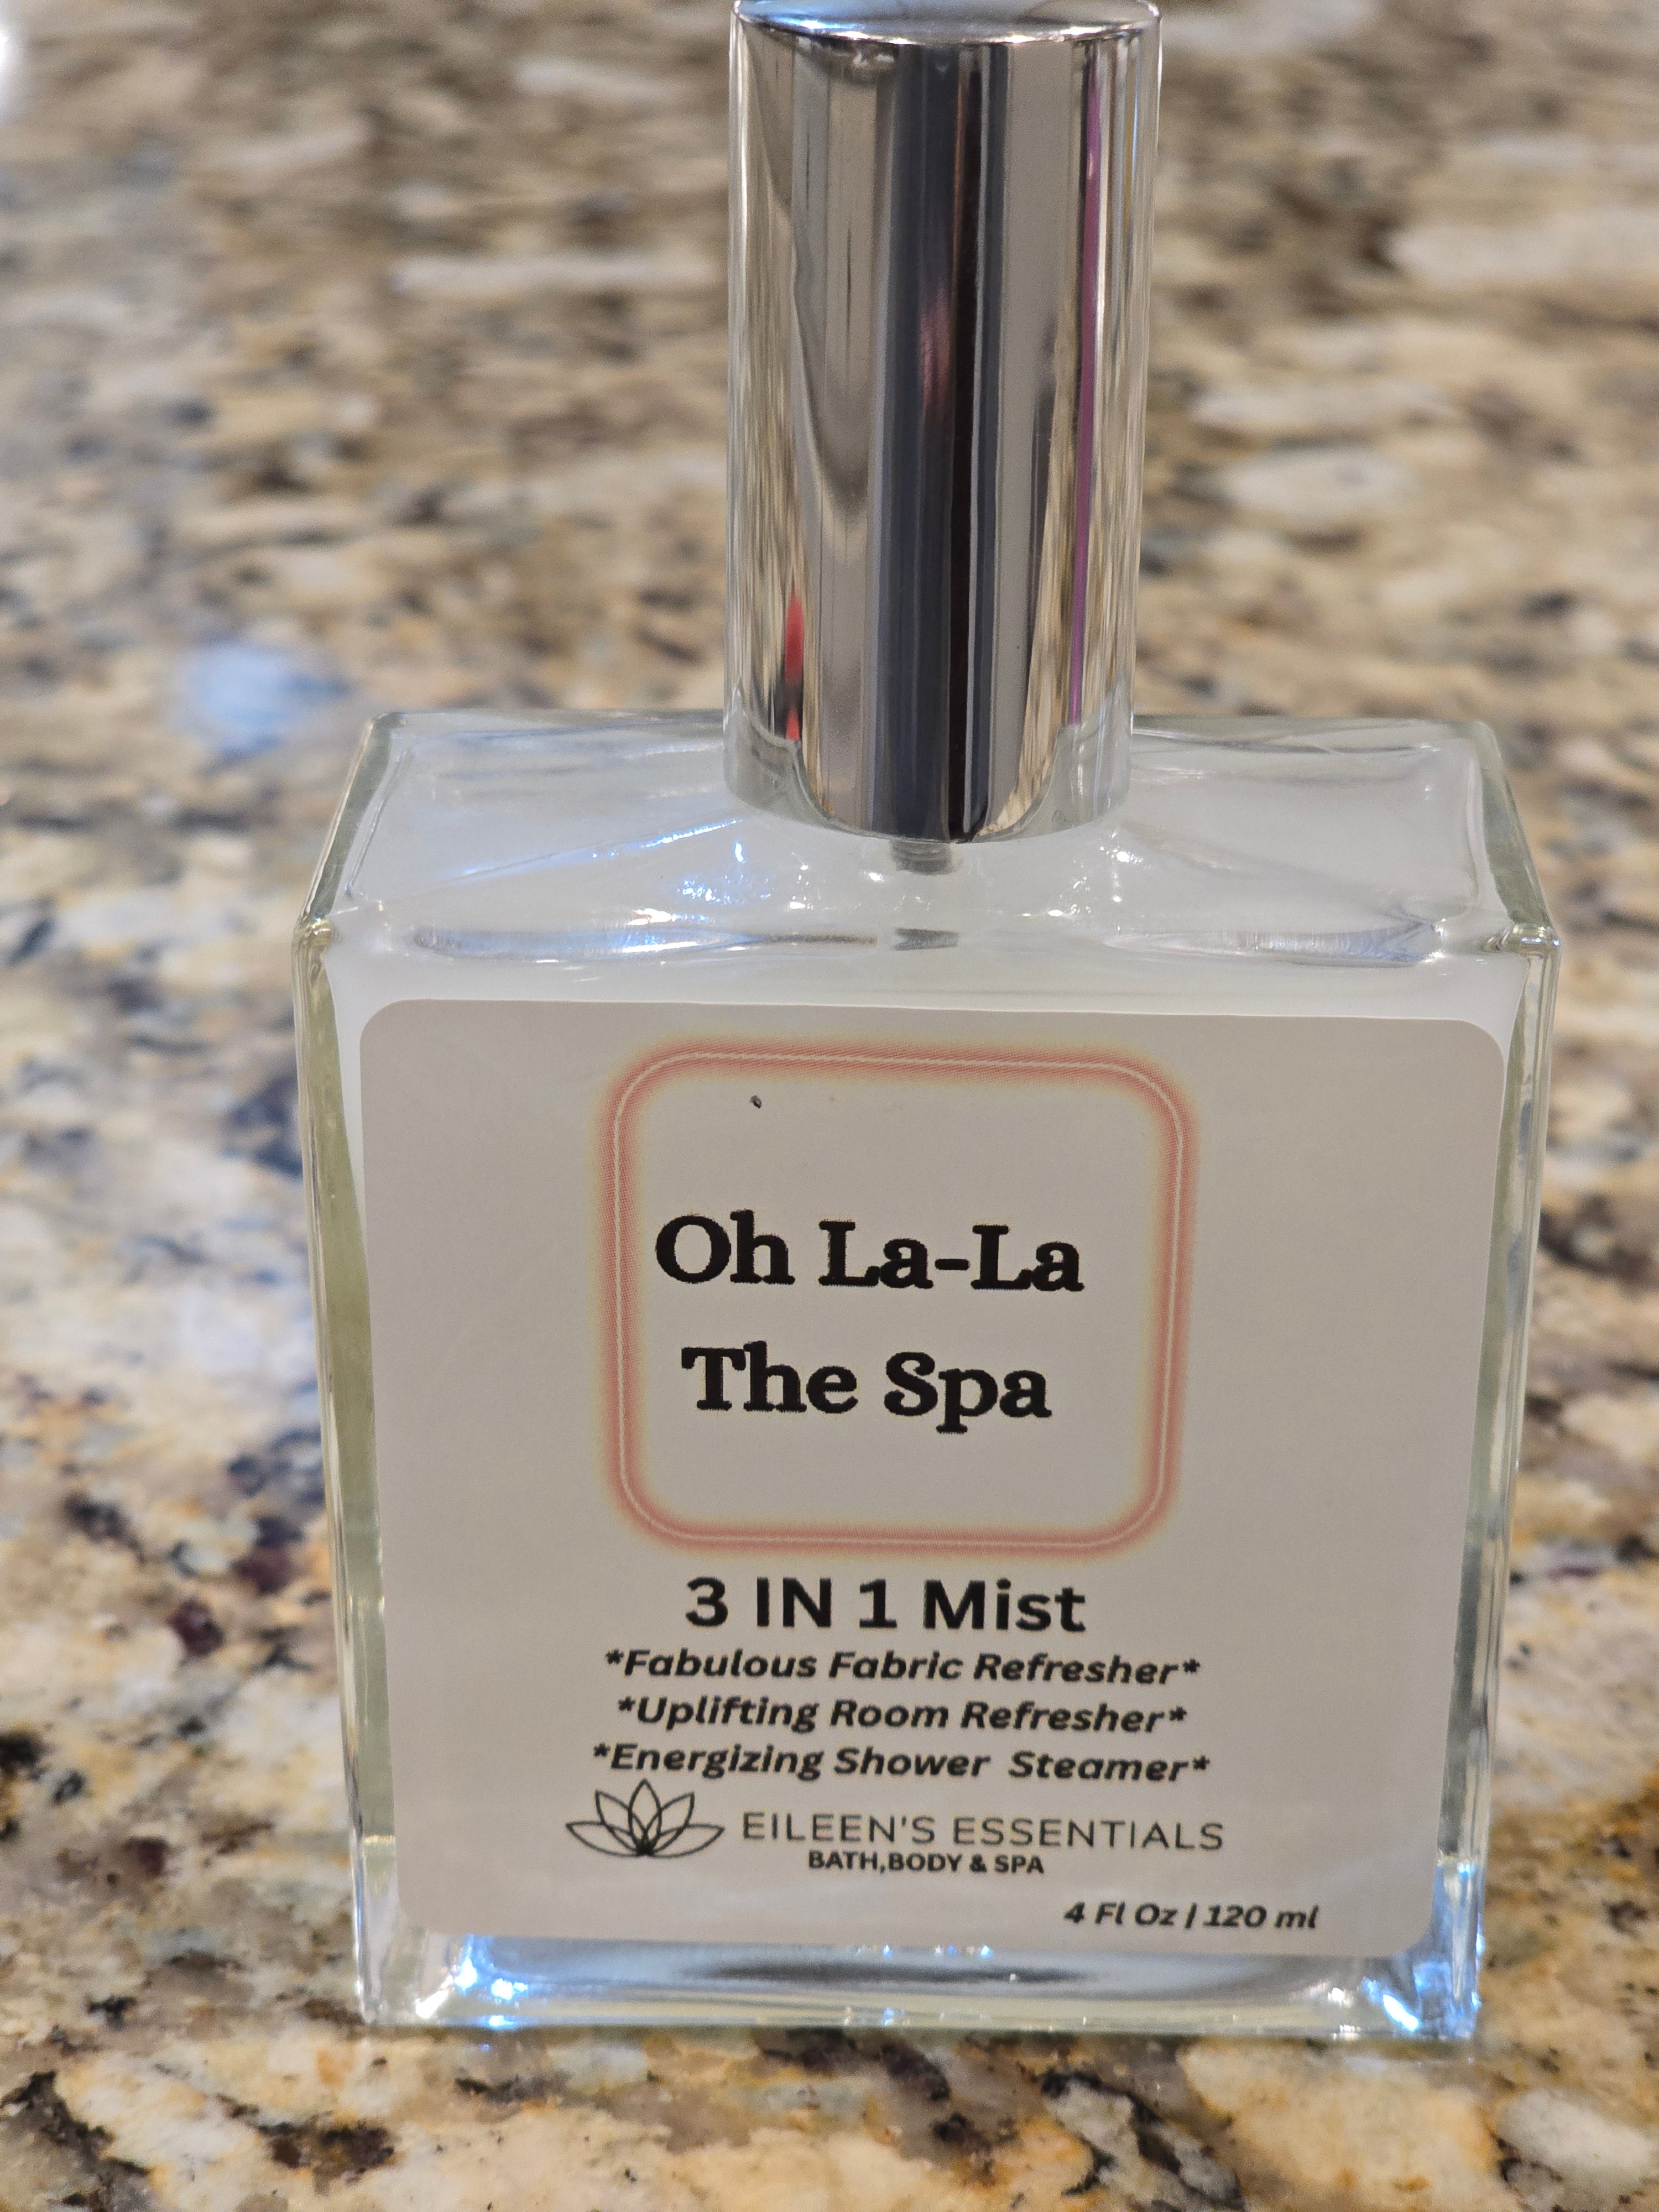 Oh La-La
The Spa
3 IN 1 Mist
*Fabulous Fabric Refresher*
*Uplifting Room Refresher*
*Energizing Shower Steamer*
EILEEN'S ESSENTIALS
BATH,BODY & SPA
4 Fl Oz | 120 ml